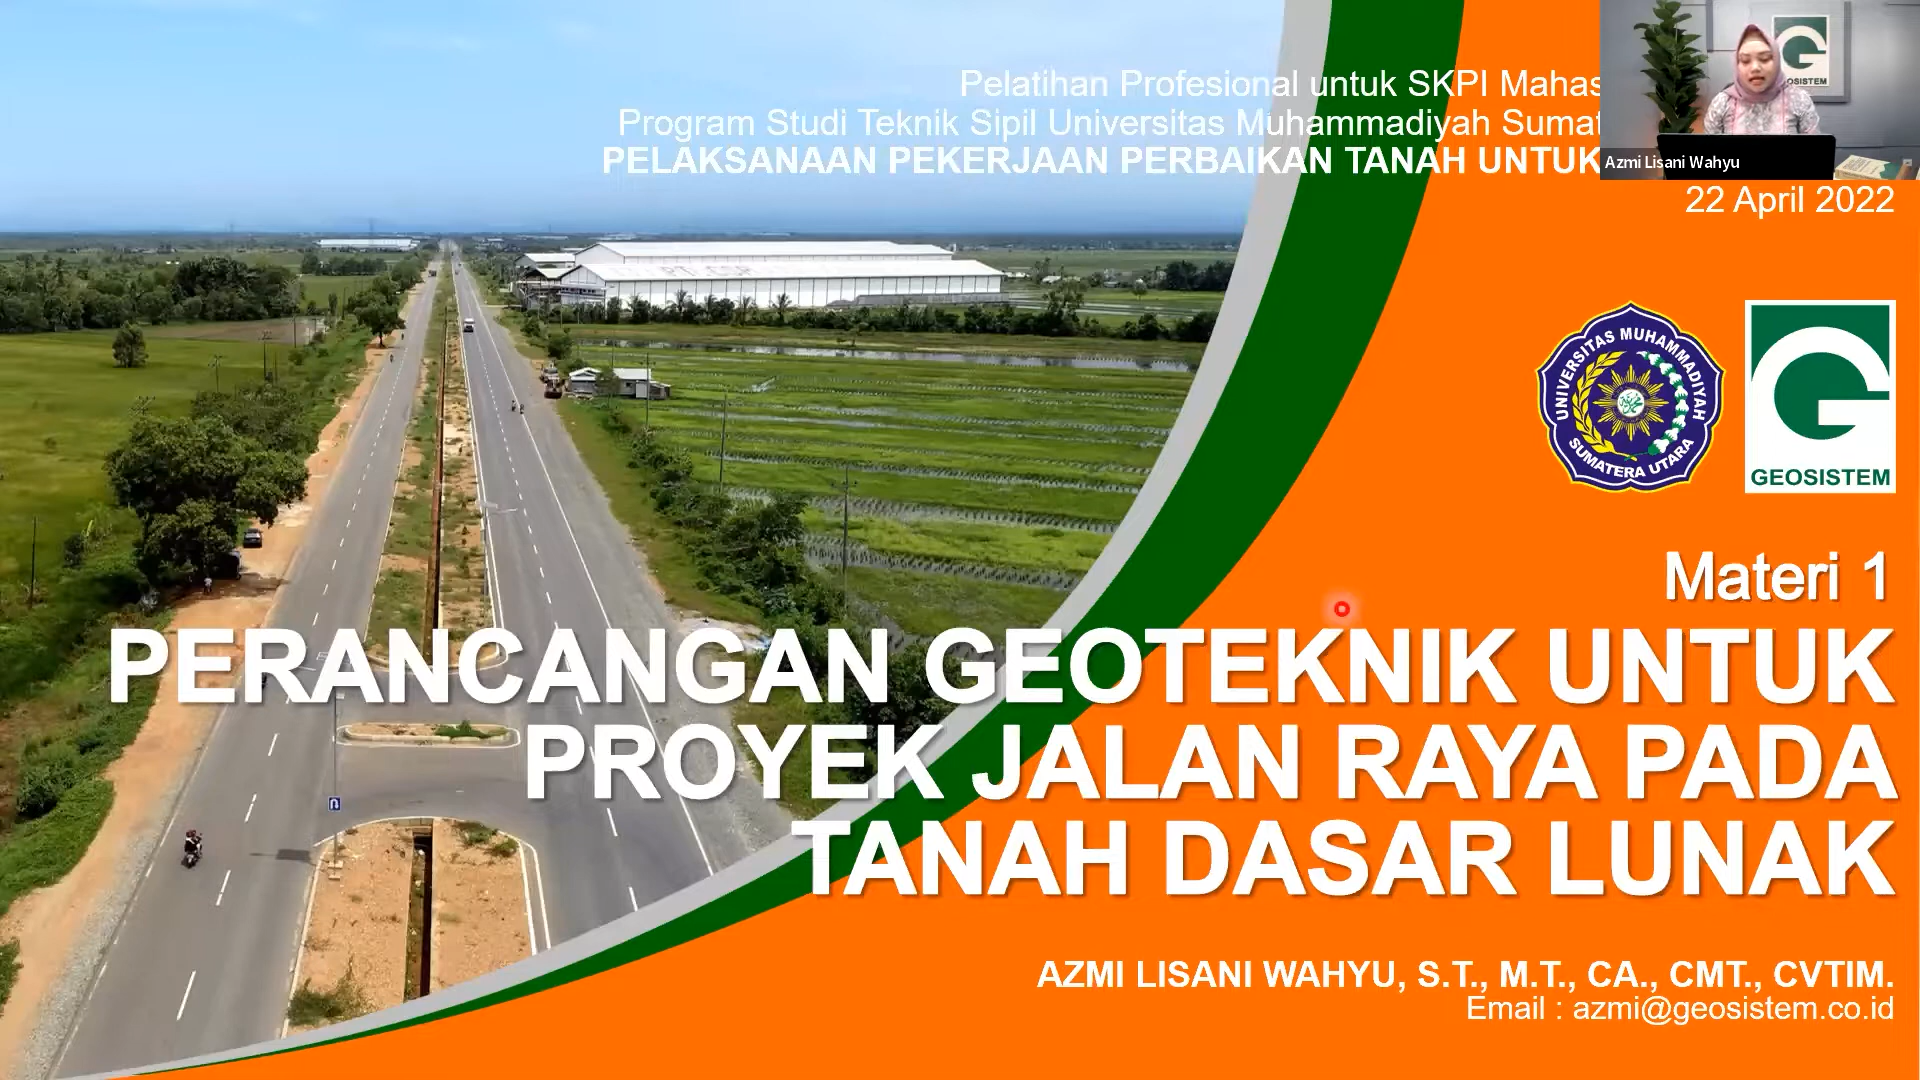 Pelatihan Profesional untuk SKPI Mahas
Program Studi Teknik Sipil Universitas Muhammadiyah Sumat
PELAKSANAAN PEKERJAAN PERBAIKAN TANAH UNTUK
22 April 2022
GEOSISTEM
Azmi Lisani Wahyu
UNIVERSITAS MUHAMMADIYAH
SUMATERA UTARA
GEOSISTEM
Materi 1
PERANCANGAN GEOTEKNIK UNTUK
PROYEK JALAN RAYA PADA
TANAH DASAR LUNAK
AZMI LISANI WAHYU, S.T., M.T., CA., CMT., CVTIM.
Email : azmi@geosistem.co.id